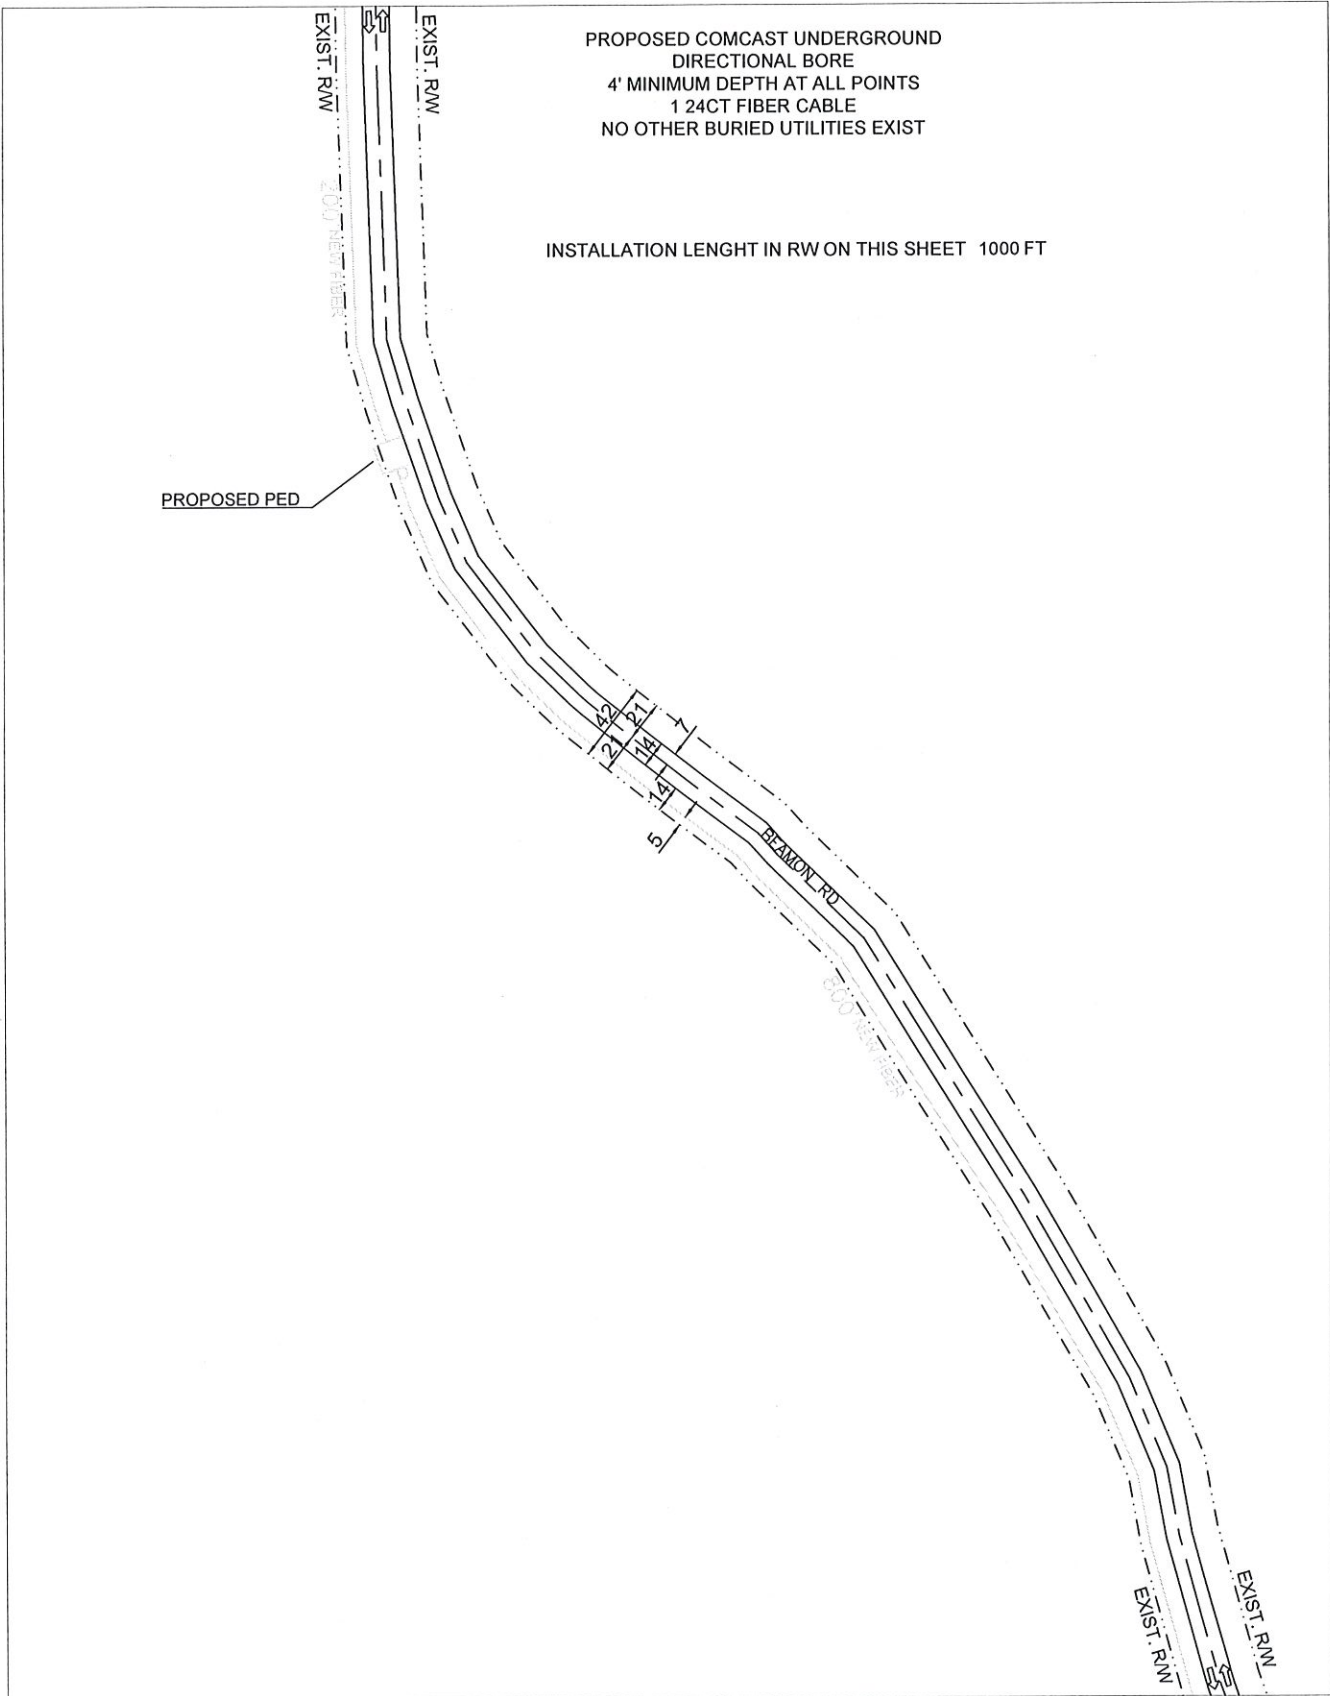 PROPOSED COMCAST UNDERGROUND
DIRECTIONAL BORE
4' MINIMUM DEPTH AT ALL POINTS
1 24CT FIBER CABLE
NO OTHER BURIED UTILITIES EXIST
INSTALLATION LENGHT IN RW ON THIS SHEET 1000 FT
EXIST. R/W
EXIST. R/W
200' NEW FIBER
P
PROPOSED PED
42
21
7
21
14
14
5
BEAMON_RD
800' NEW FIBER
EXIST. R/W
EXIST. R/W